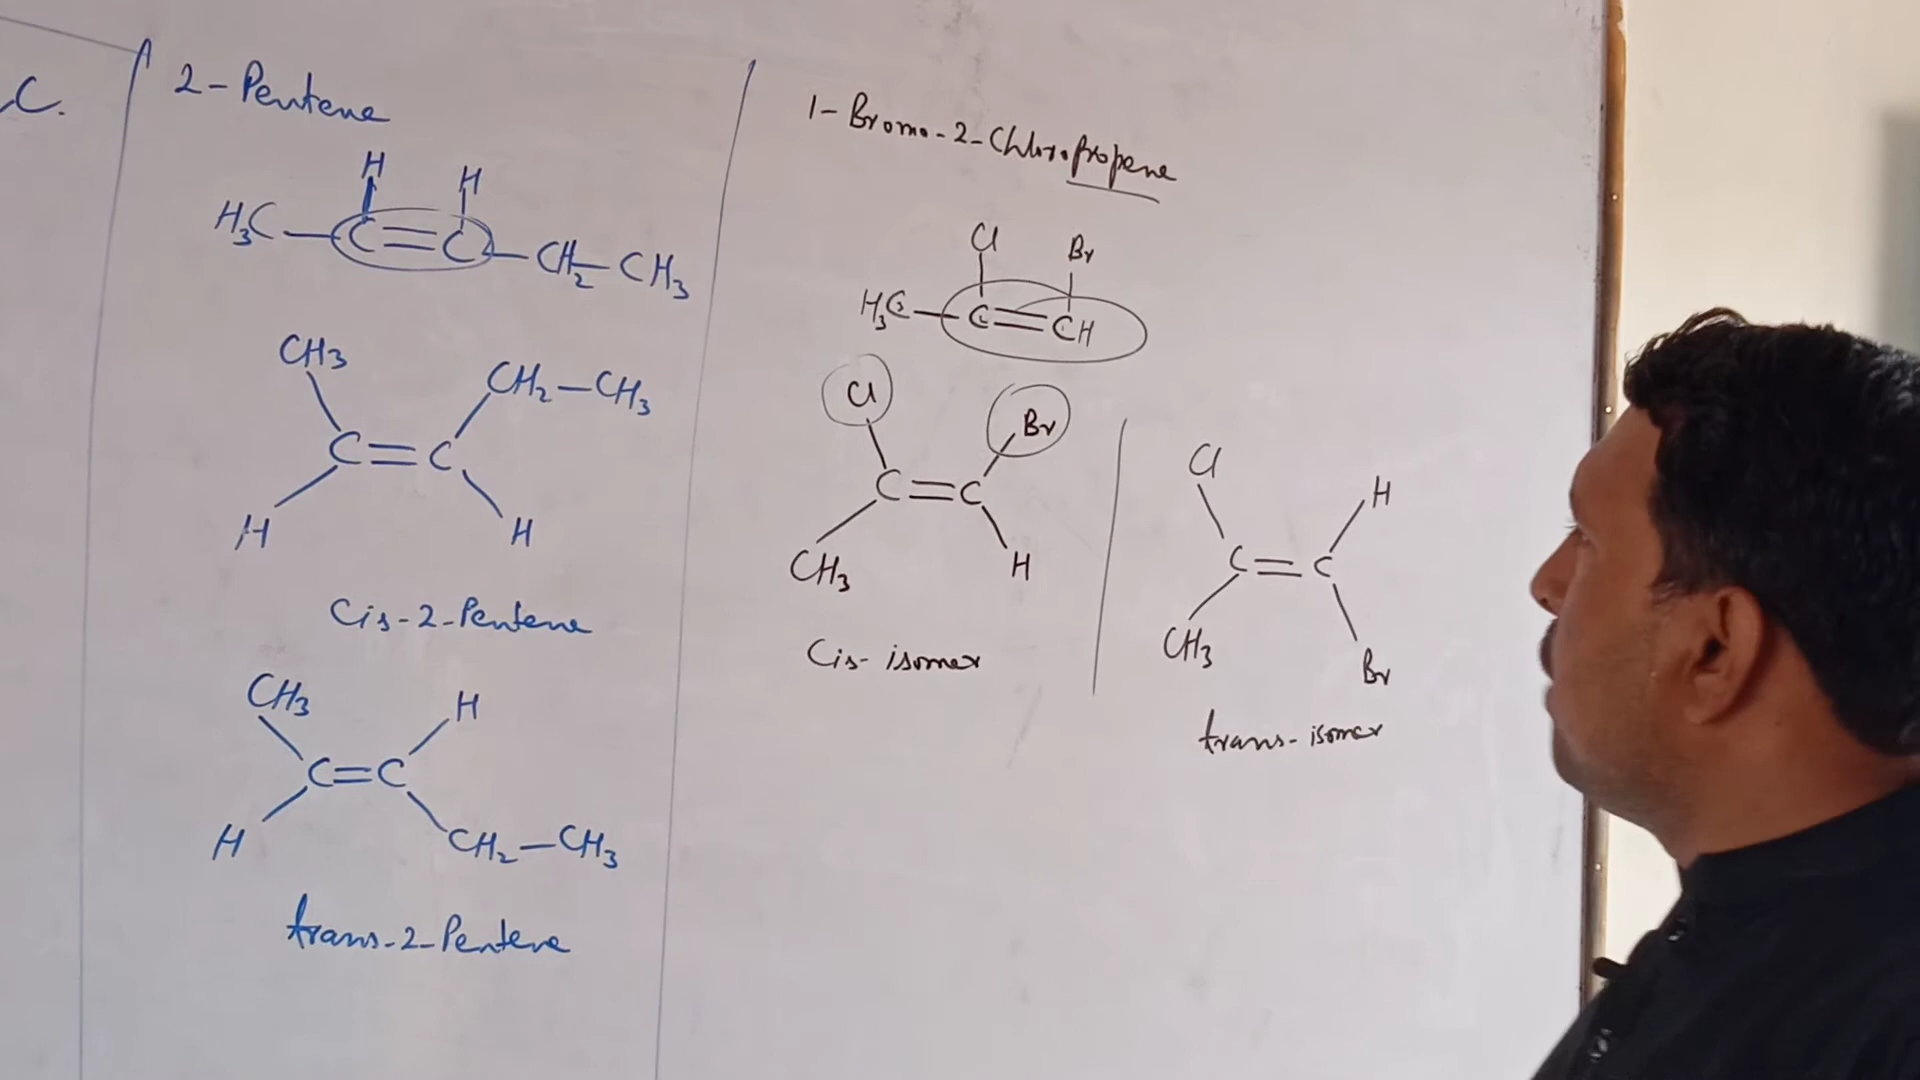 C.
2-Pentene
H H
H3C-C=C-CH2-CH3
CH3 CH2-CH3
C=C
H H
Cis-2-Pentene
CH3 H
C=C
H CH2-CH3
trans-2-Pentene
1-Bromo-2-Chloropropene
Cl Br
H3C-C=CH
Cl Br
C=C
CH3 H
Cis-isomer
Cl H
C=C
CH3 Br
trans-isomer